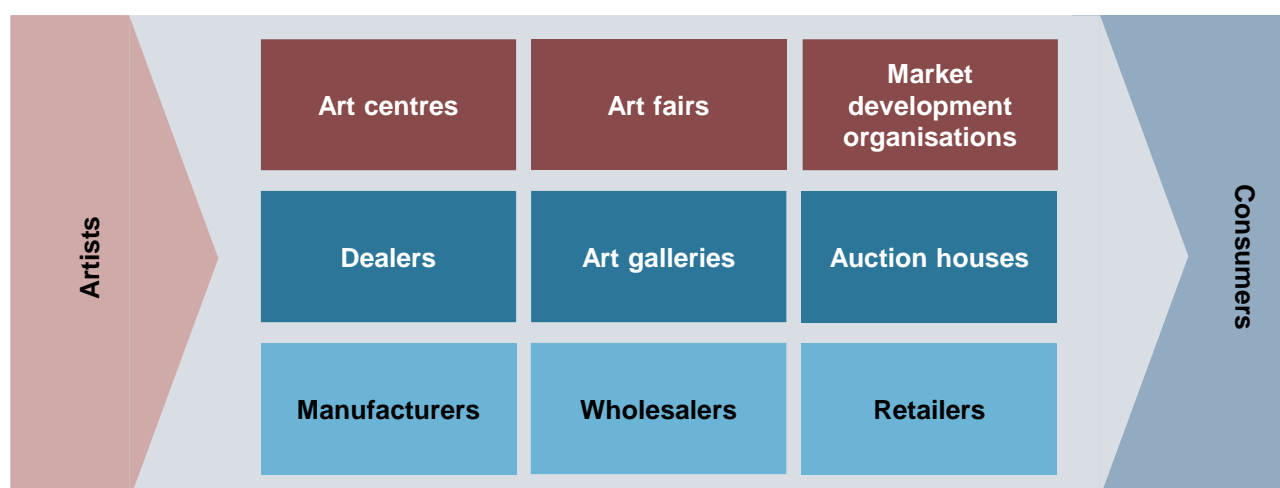 Artists
Art centres
Art fairs
Market
development
organisations
Dealers
Art galleries
Auction houses
Manufacturers
Wholesalers
Retailers
Consumers